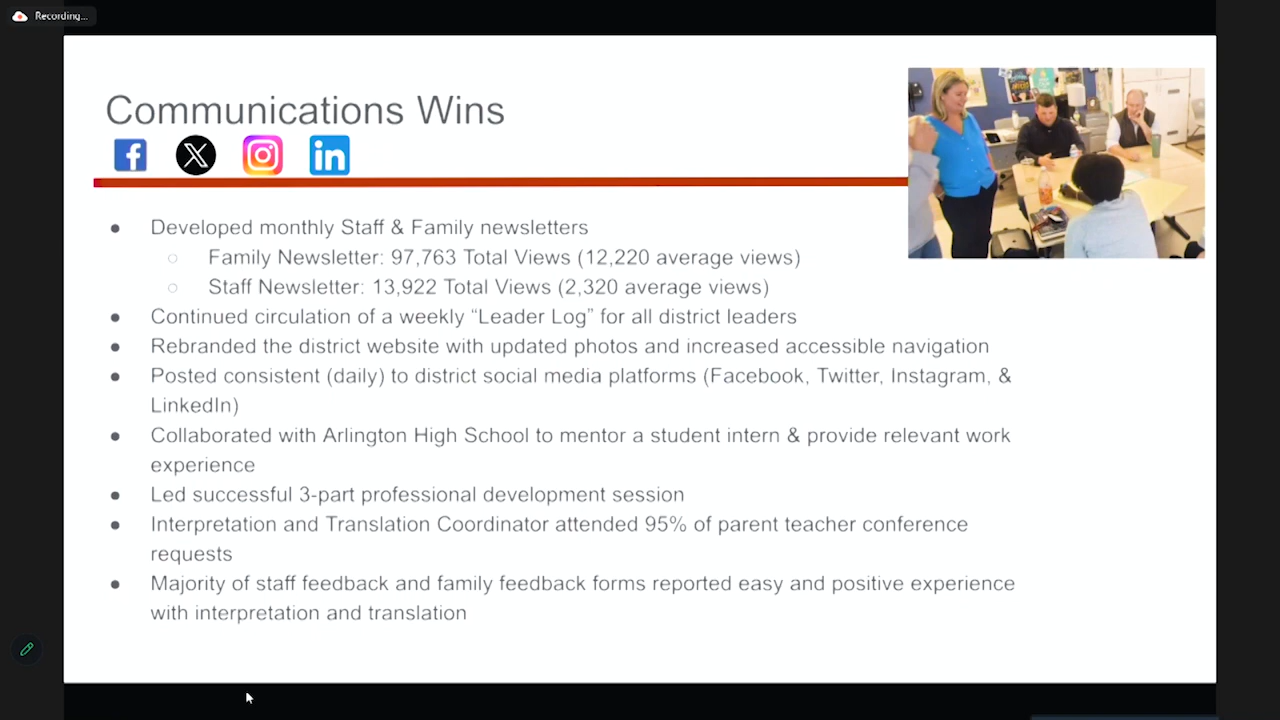 Recording...
Communications Wins
● Developed monthly Staff & Family newsletters
○ Family Newsletter: 97,763 Total Views (12,220 average views)
○ Staff Newsletter: 13,922 Total Views (2,320 average views)
● Continued circulation of a weekly “Leader Log” for all district leaders
● Rebranded the district website with updated photos and increased accessible navigation
● Posted consistent (daily) to district social media platforms (Facebook, Twitter, Instagram, &
LinkedIn)
● Collaborated with Arlington High School to mentor a student intern & provide relevant work
experience
● Led successful 3-part professional development session
● Interpretation and Translation Coordinator attended 95% of parent teacher conference
requests
● Majority of staff feedback and family feedback forms reported easy and positive experience
with interpretation and translation